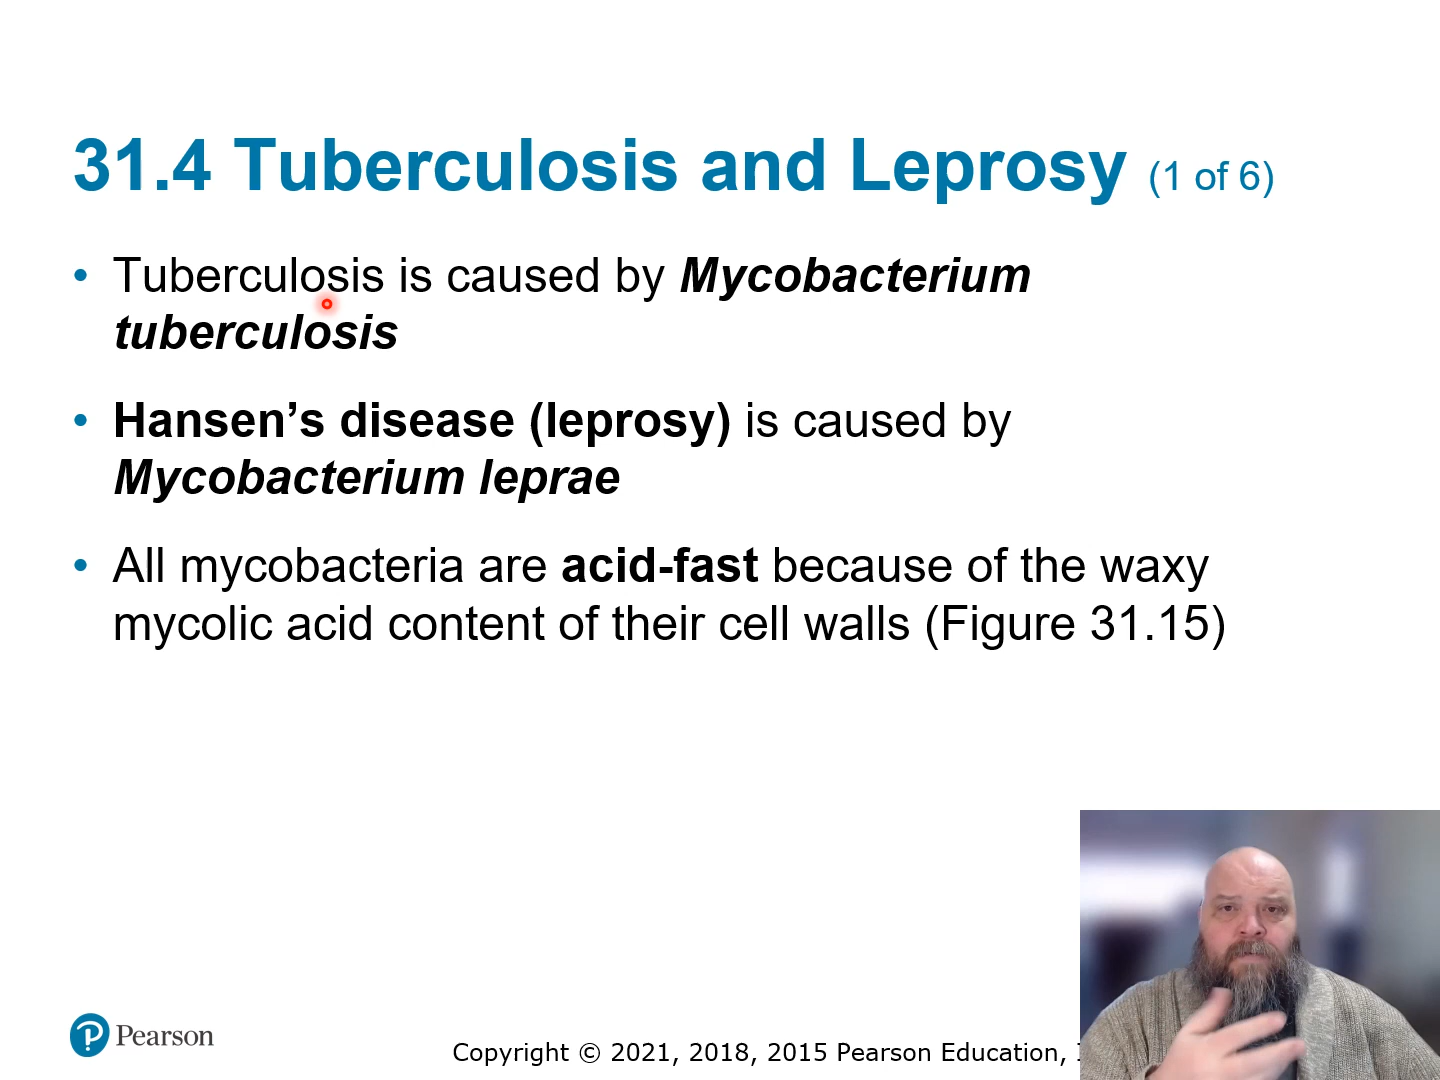 31.4 Tuberculosis and Leprosy (1 of 6)
• Tuberculosis is caused by Mycobacterium
tuberculosis
• Hansen’s disease (leprosy) is caused by
Mycobacterium leprae
• All mycobacteria are acid-fast because of the waxy
mycolic acid content of their cell walls (Figure 31.15)
Pearson
Copyright © 2021, 2018, 2015 Pearson Education,